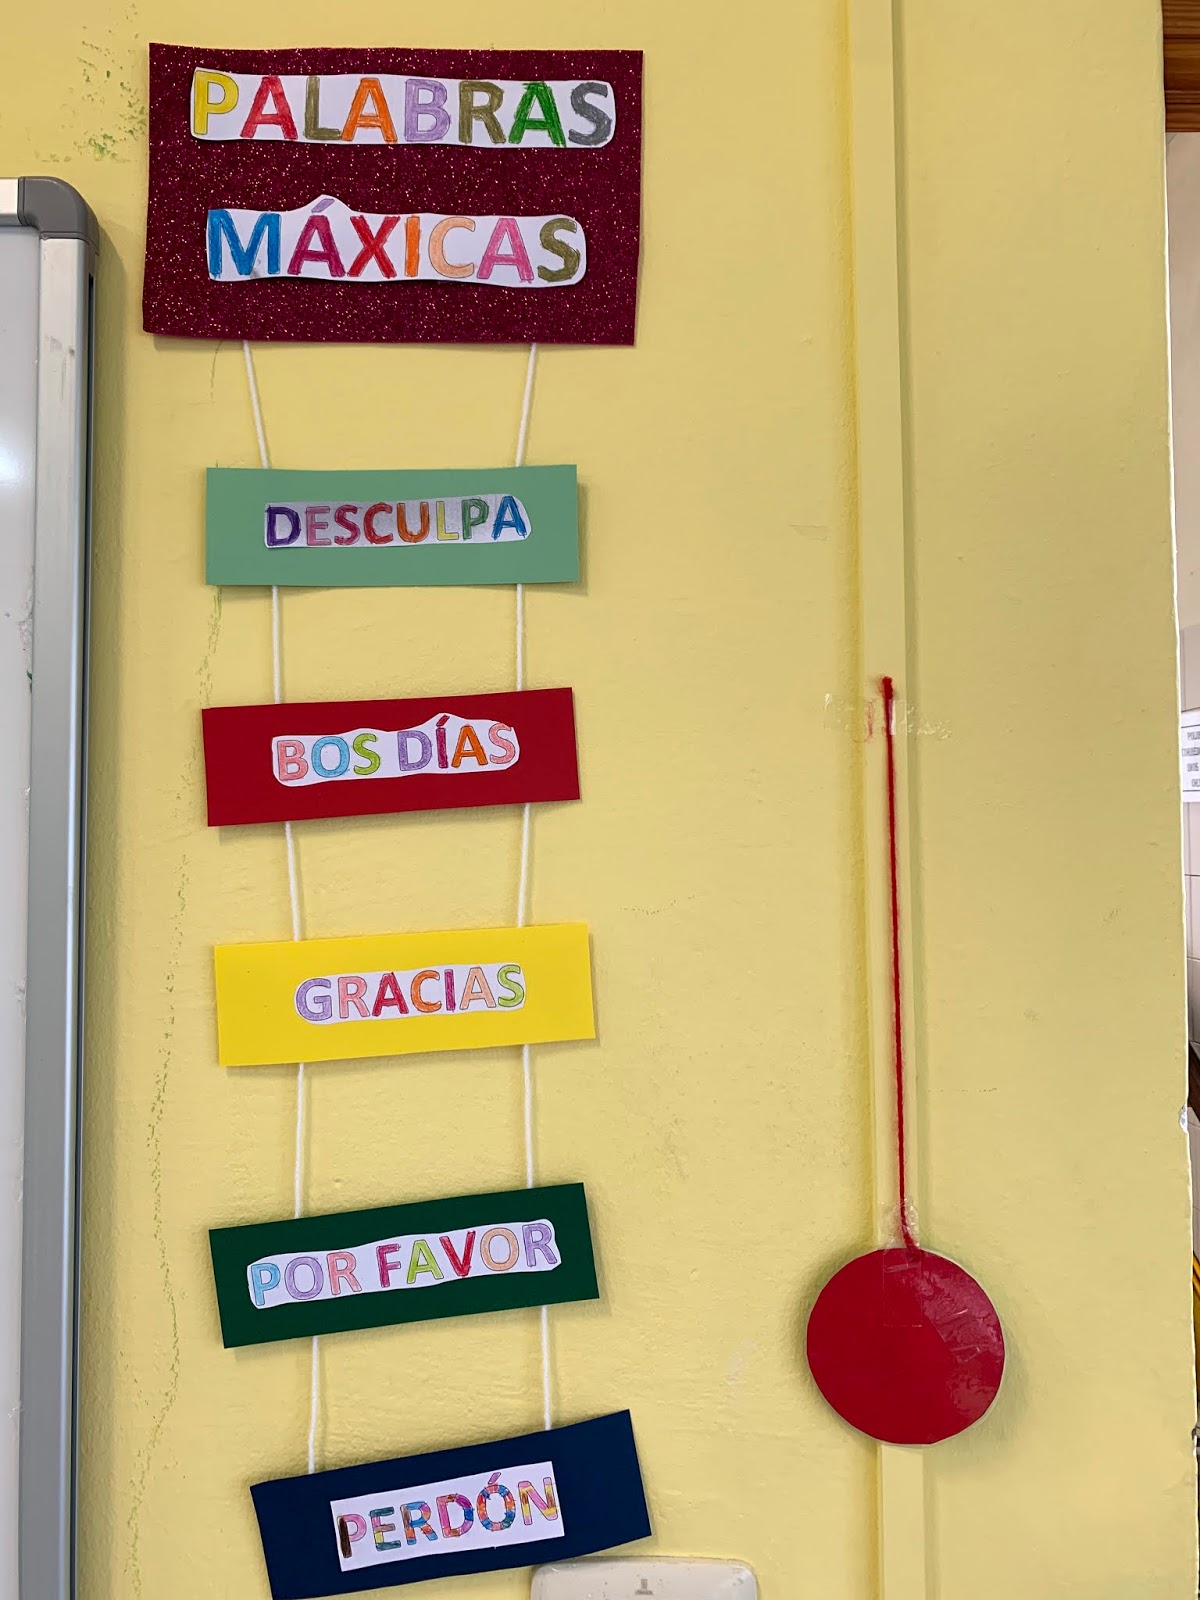 PALABRAS
MÁXICAS
DESCULPA
BOS DÍAS
GRACIAS
POR FAVOR
PERDÓN